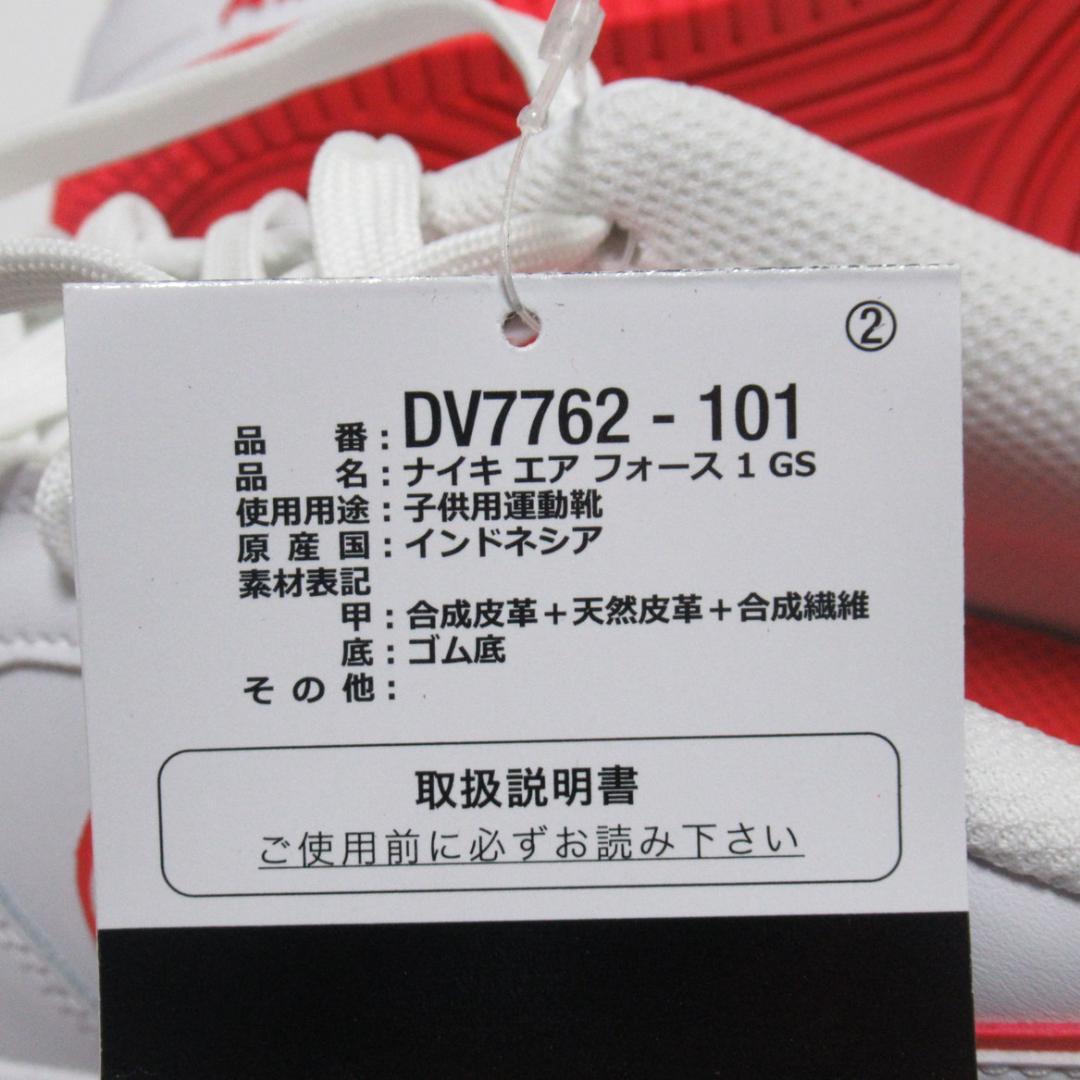 ②
品 番：DV7762 - 101
品 名：ナイキ エア フォース 1 GS
使用用途：子供用運動靴
原 産 国：インドネシア
素材表記
甲：合成皮革＋天然皮革＋合成繊維
底：ゴム底
そ の 他：
取扱説明書
ご使用前に必ずお読み下さい